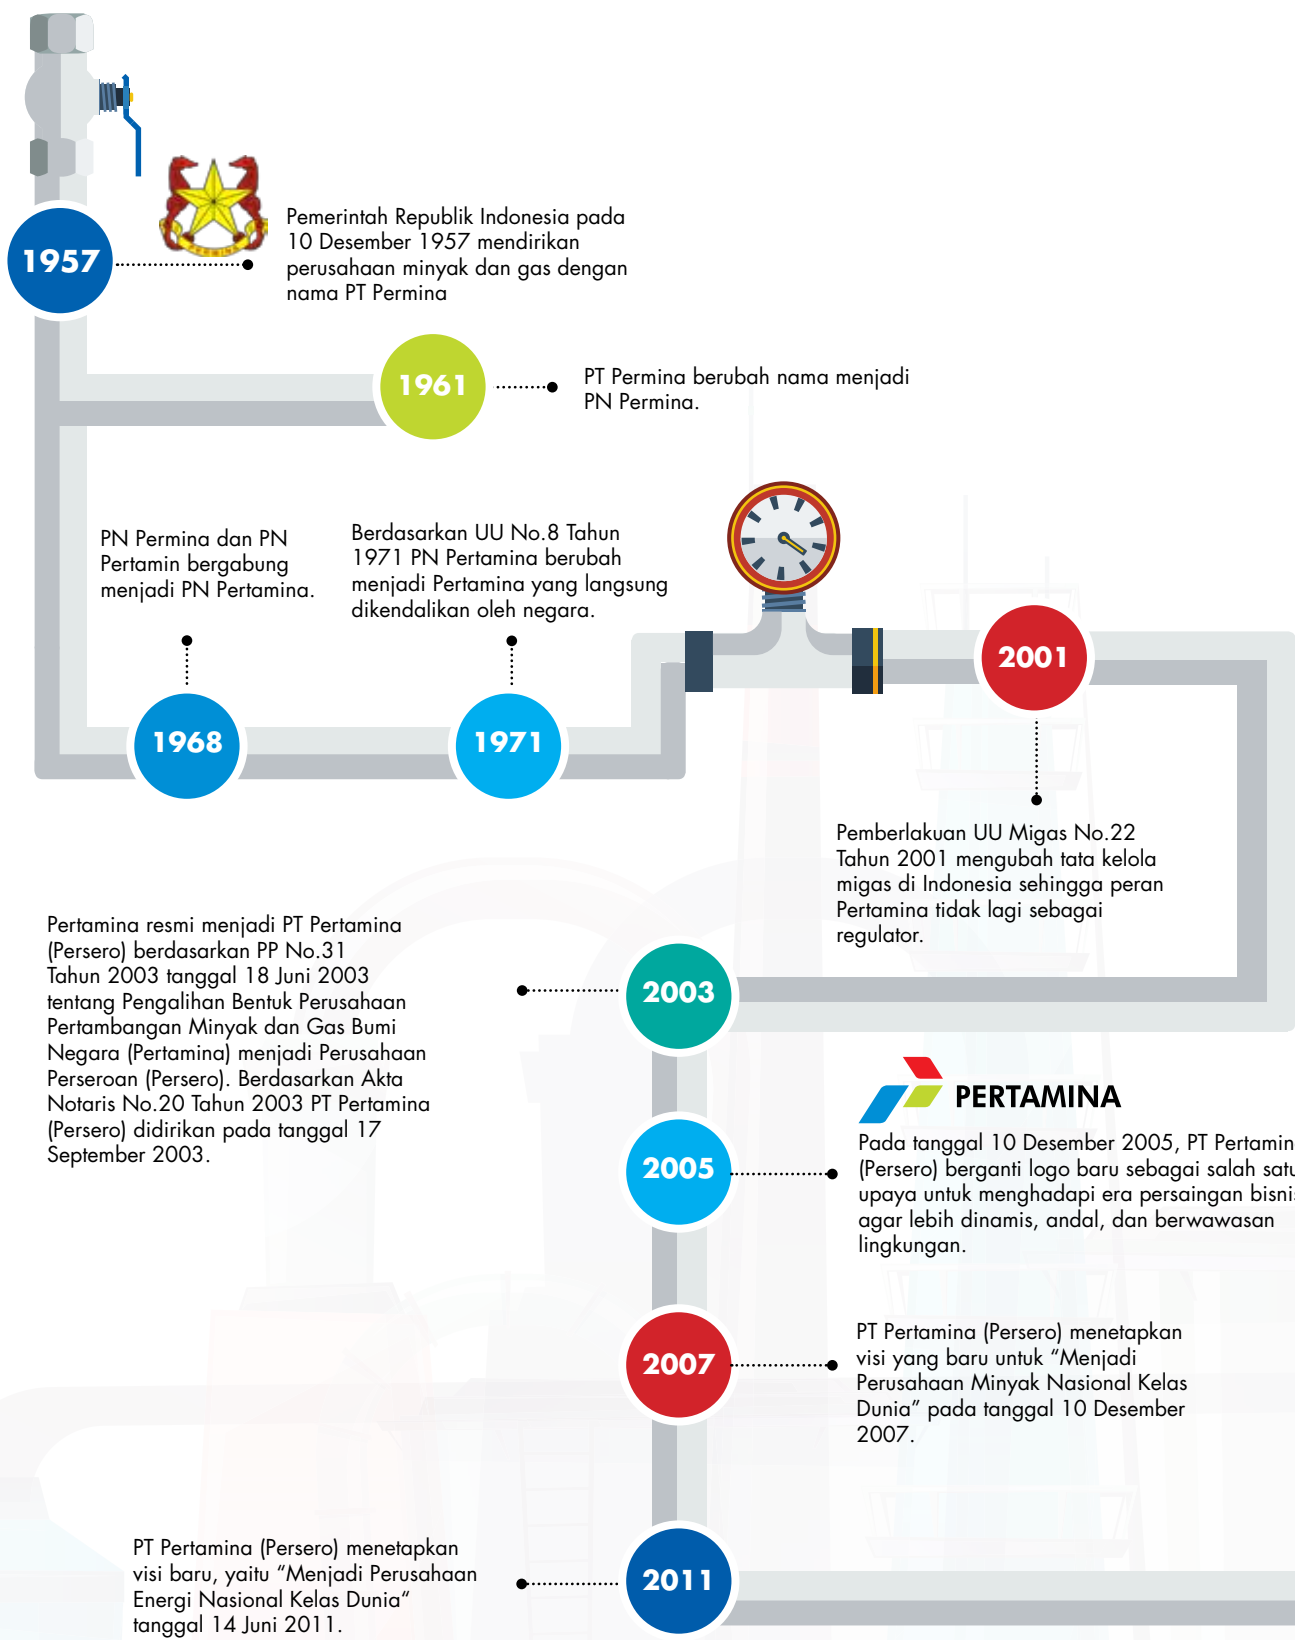 1957
PERMINA
Pemerintah Republik Indonesia pada
10 Desember 1957 mendirikan
perusahaan minyak dan gas dengan
nama PT Permina
1961
PT Permina berubah nama menjadi
PN Permina.
PN Permina dan PN
Pertamin bergabung
menjadi PN Pertamina.
1968
Berdasarkan UU No.8 Tahun
1971 PN Pertamina berubah
menjadi Pertamina yang langsung
dikendalikan oleh negara.
1971
2001
Pemberlakuan UU Migas No.22
Tahun 2001 mengubah tata kelola
migas di Indonesia sehingga peran
Pertamina tidak lagi sebagai
regulator.
Pertamina resmi menjadi PT Pertamina
(Persero) berdasarkan PP No.31
Tahun 2003 tanggal 18 Juni 2003
tentang Pengalihan Bentuk Perusahaan
Pertambangan Minyak dan Gas Bumi
Negara (Pertamina) menjadi Perusahaan
Perseroan (Persero). Berdasarkan Akta
Notaris No.20 Tahun 2003 PT Pertamina
(Persero) didirikan pada tanggal 17
September 2003.
2003
PERTAMINA
2005
Pada tanggal 10 Desember 2005, PT Pertamin
(Persero) berganti logo baru sebagai salah satu
upaya untuk menghadapi era persaingan bisnis
agar lebih dinamis, andal, dan berwawasan
lingkungan.
2007
PT Pertamina (Persero) menetapkan
visi yang baru untuk “Menjadi
Perusahaan Minyak Nasional Kelas
Dunia” pada tanggal 10 Desember
2007.
PT Pertamina (Persero) menetapkan
visi baru, yaitu “Menjadi Perusahaan
Energi Nasional Kelas Dunia“
tanggal 14 Juni 2011.
2011